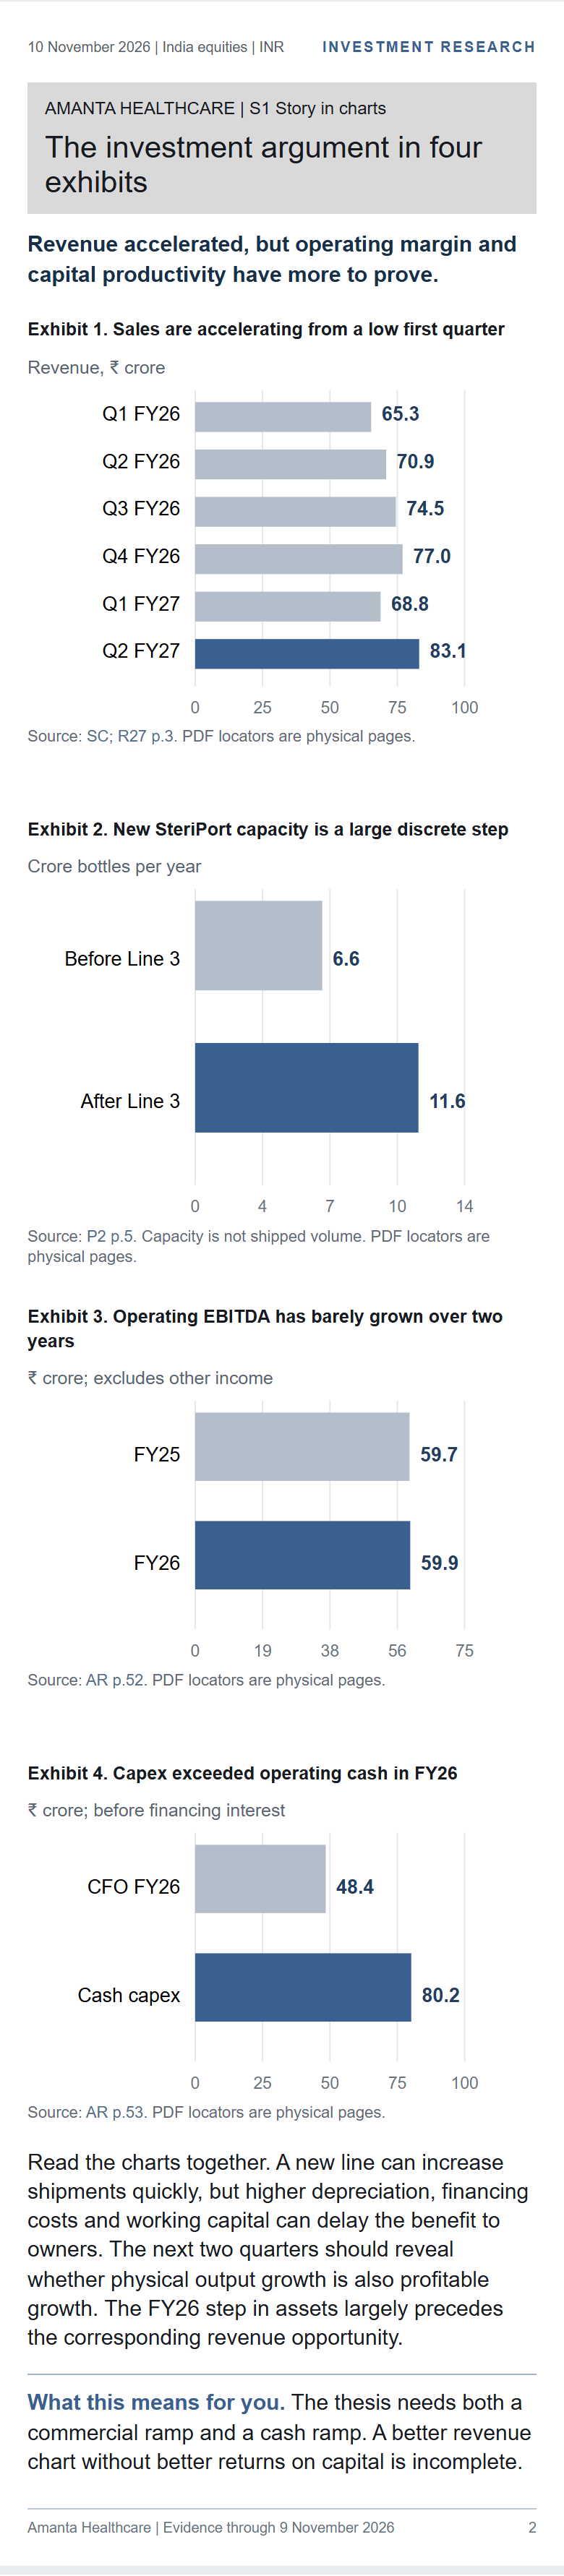 10 November 2026 | India equities | INR
INVESTMENT RESEARCH
AMANTA HEALTHCARE | S1 Story in charts
The investment argument in four
exhibits
Revenue accelerated, but operating margin and
capital productivity have more to prove.
Exhibit 1. Sales are accelerating from a low first quarter
Revenue, ₹ crore
Q1 FY26 65.3
Q2 FY26 70.9
Q3 FY26 74.5
Q4 FY26 77.0
Q1 FY27 68.8
Q2 FY27 83.1
0 25 50 75 100
Source: SC; R27 p.3. PDF locators are physical pages.
Exhibit 2. New SteriPort capacity is a large discrete step
Crore bottles per year
Before Line 3 6.6
After Line 3 11.6
0 4 7 10 14
Source: P2 p.5. Capacity is not shipped volume. PDF locators are
physical pages.
Exhibit 3. Operating EBITDA has barely grown over two
years
₹ crore; excludes other income
FY25 59.7
FY26 59.9
0 19 38 56 75
Source: AR p.52. PDF locators are physical pages.
Exhibit 4. Capex exceeded operating cash in FY26
₹ crore; before financing interest
CFO FY26 48.4
Cash capex 80.2
0 25 50 75 100
Source: AR p.53. PDF locators are physical pages.
Read the charts together. A new line can increase
shipments quickly, but higher depreciation, financing
costs and working capital can delay the benefit to
owners. The next two quarters should reveal
whether physical output growth is also profitable
growth. The FY26 step in assets largely precedes
the corresponding revenue opportunity.
What this means for you. The thesis needs both a
commercial ramp and a cash ramp. A better revenue
chart without better returns on capital is incomplete.
Amanta Healthcare | Evidence through 9 November 2026
2